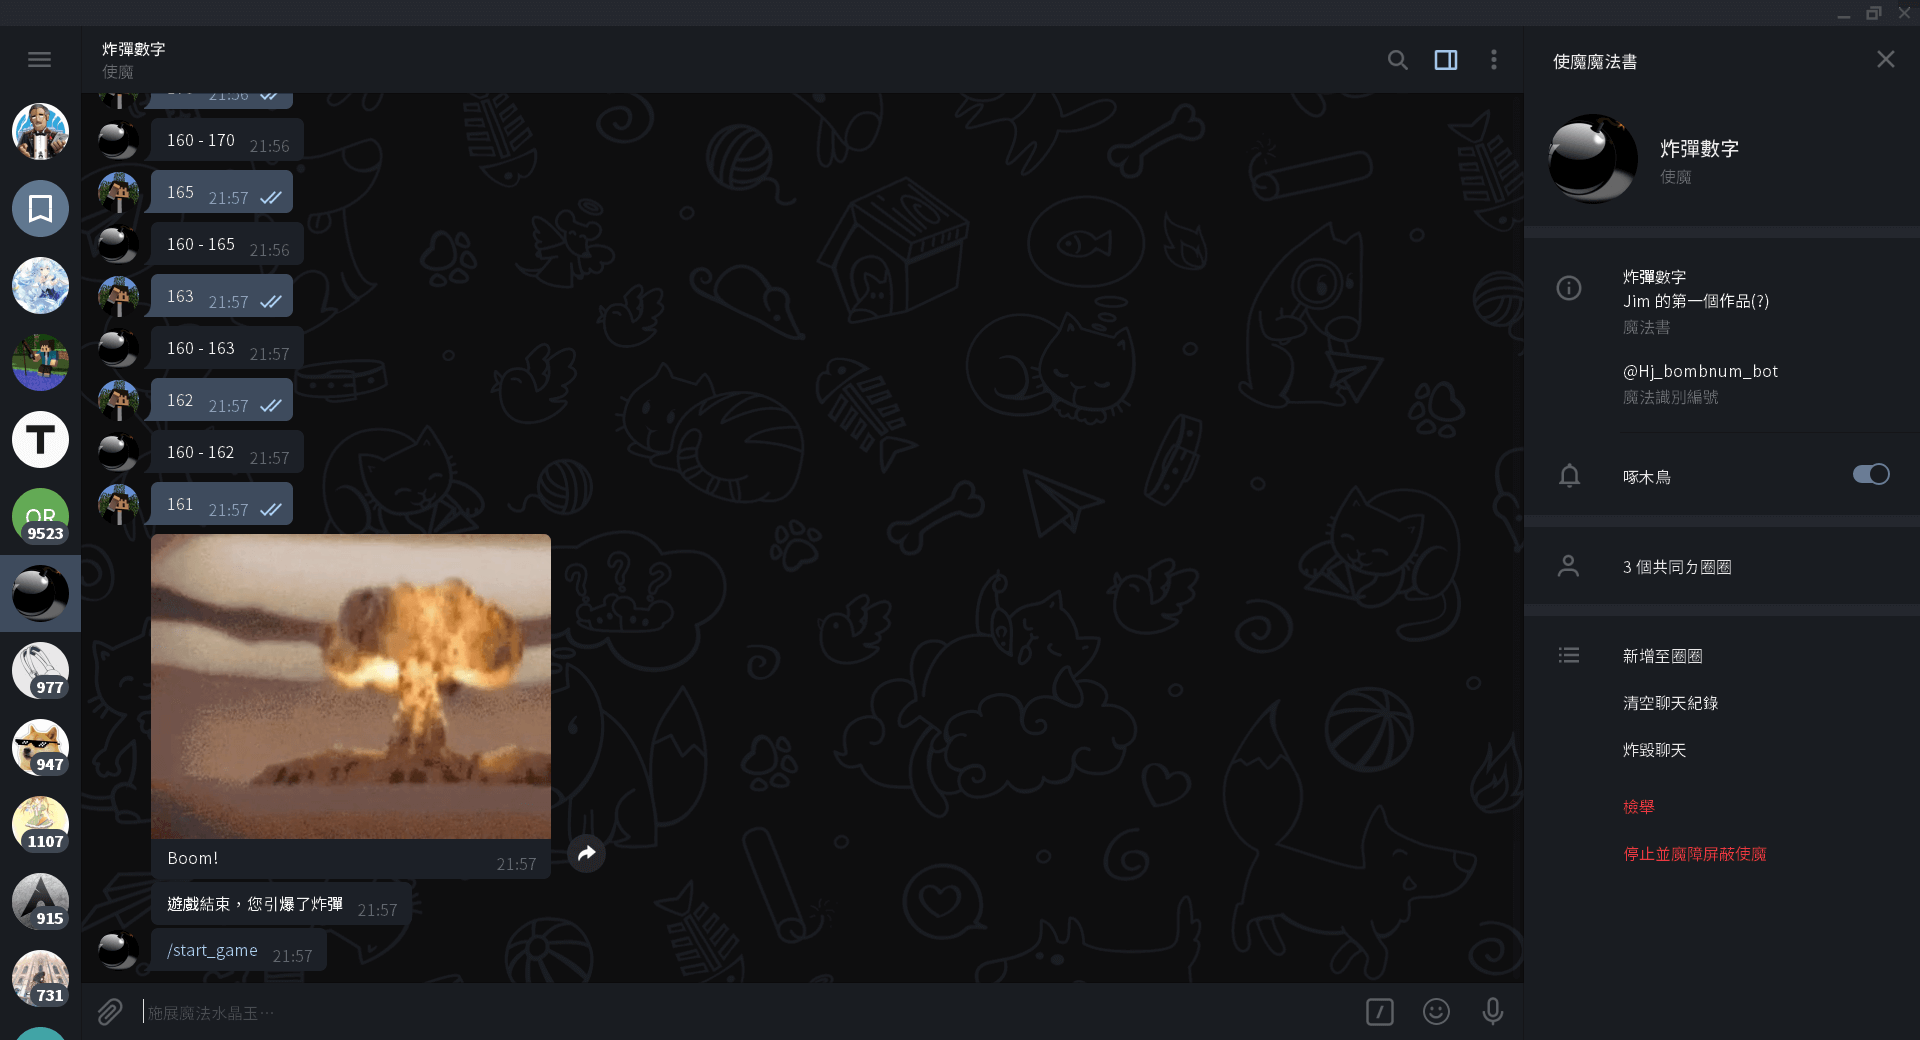 炸彈數字
使魔
21:56
160 - 170 21:56
165 21:57
160 - 165 21:56
163 21:57
160 - 163 21:57
162 21:57
160 - 162 21:57
161 21:57
Boom! 21:57
遊戲結束，您引爆了炸彈 21:57
/start_game 21:57
施展魔法水晶玉…
T
QR
9523
977
947
1107
915
731
使魔魔法書
炸彈數字
使魔
炸彈數字
Jim 的第一個作品(?)
魔法書
@Hj_bombnum_bot
魔法識別編號
啄木鳥
3 個共同ㄉ圈圈
新增至圈圈
清空聊天紀錄
炸毀聊天
檢舉
停止並魔障屏蔽使魔